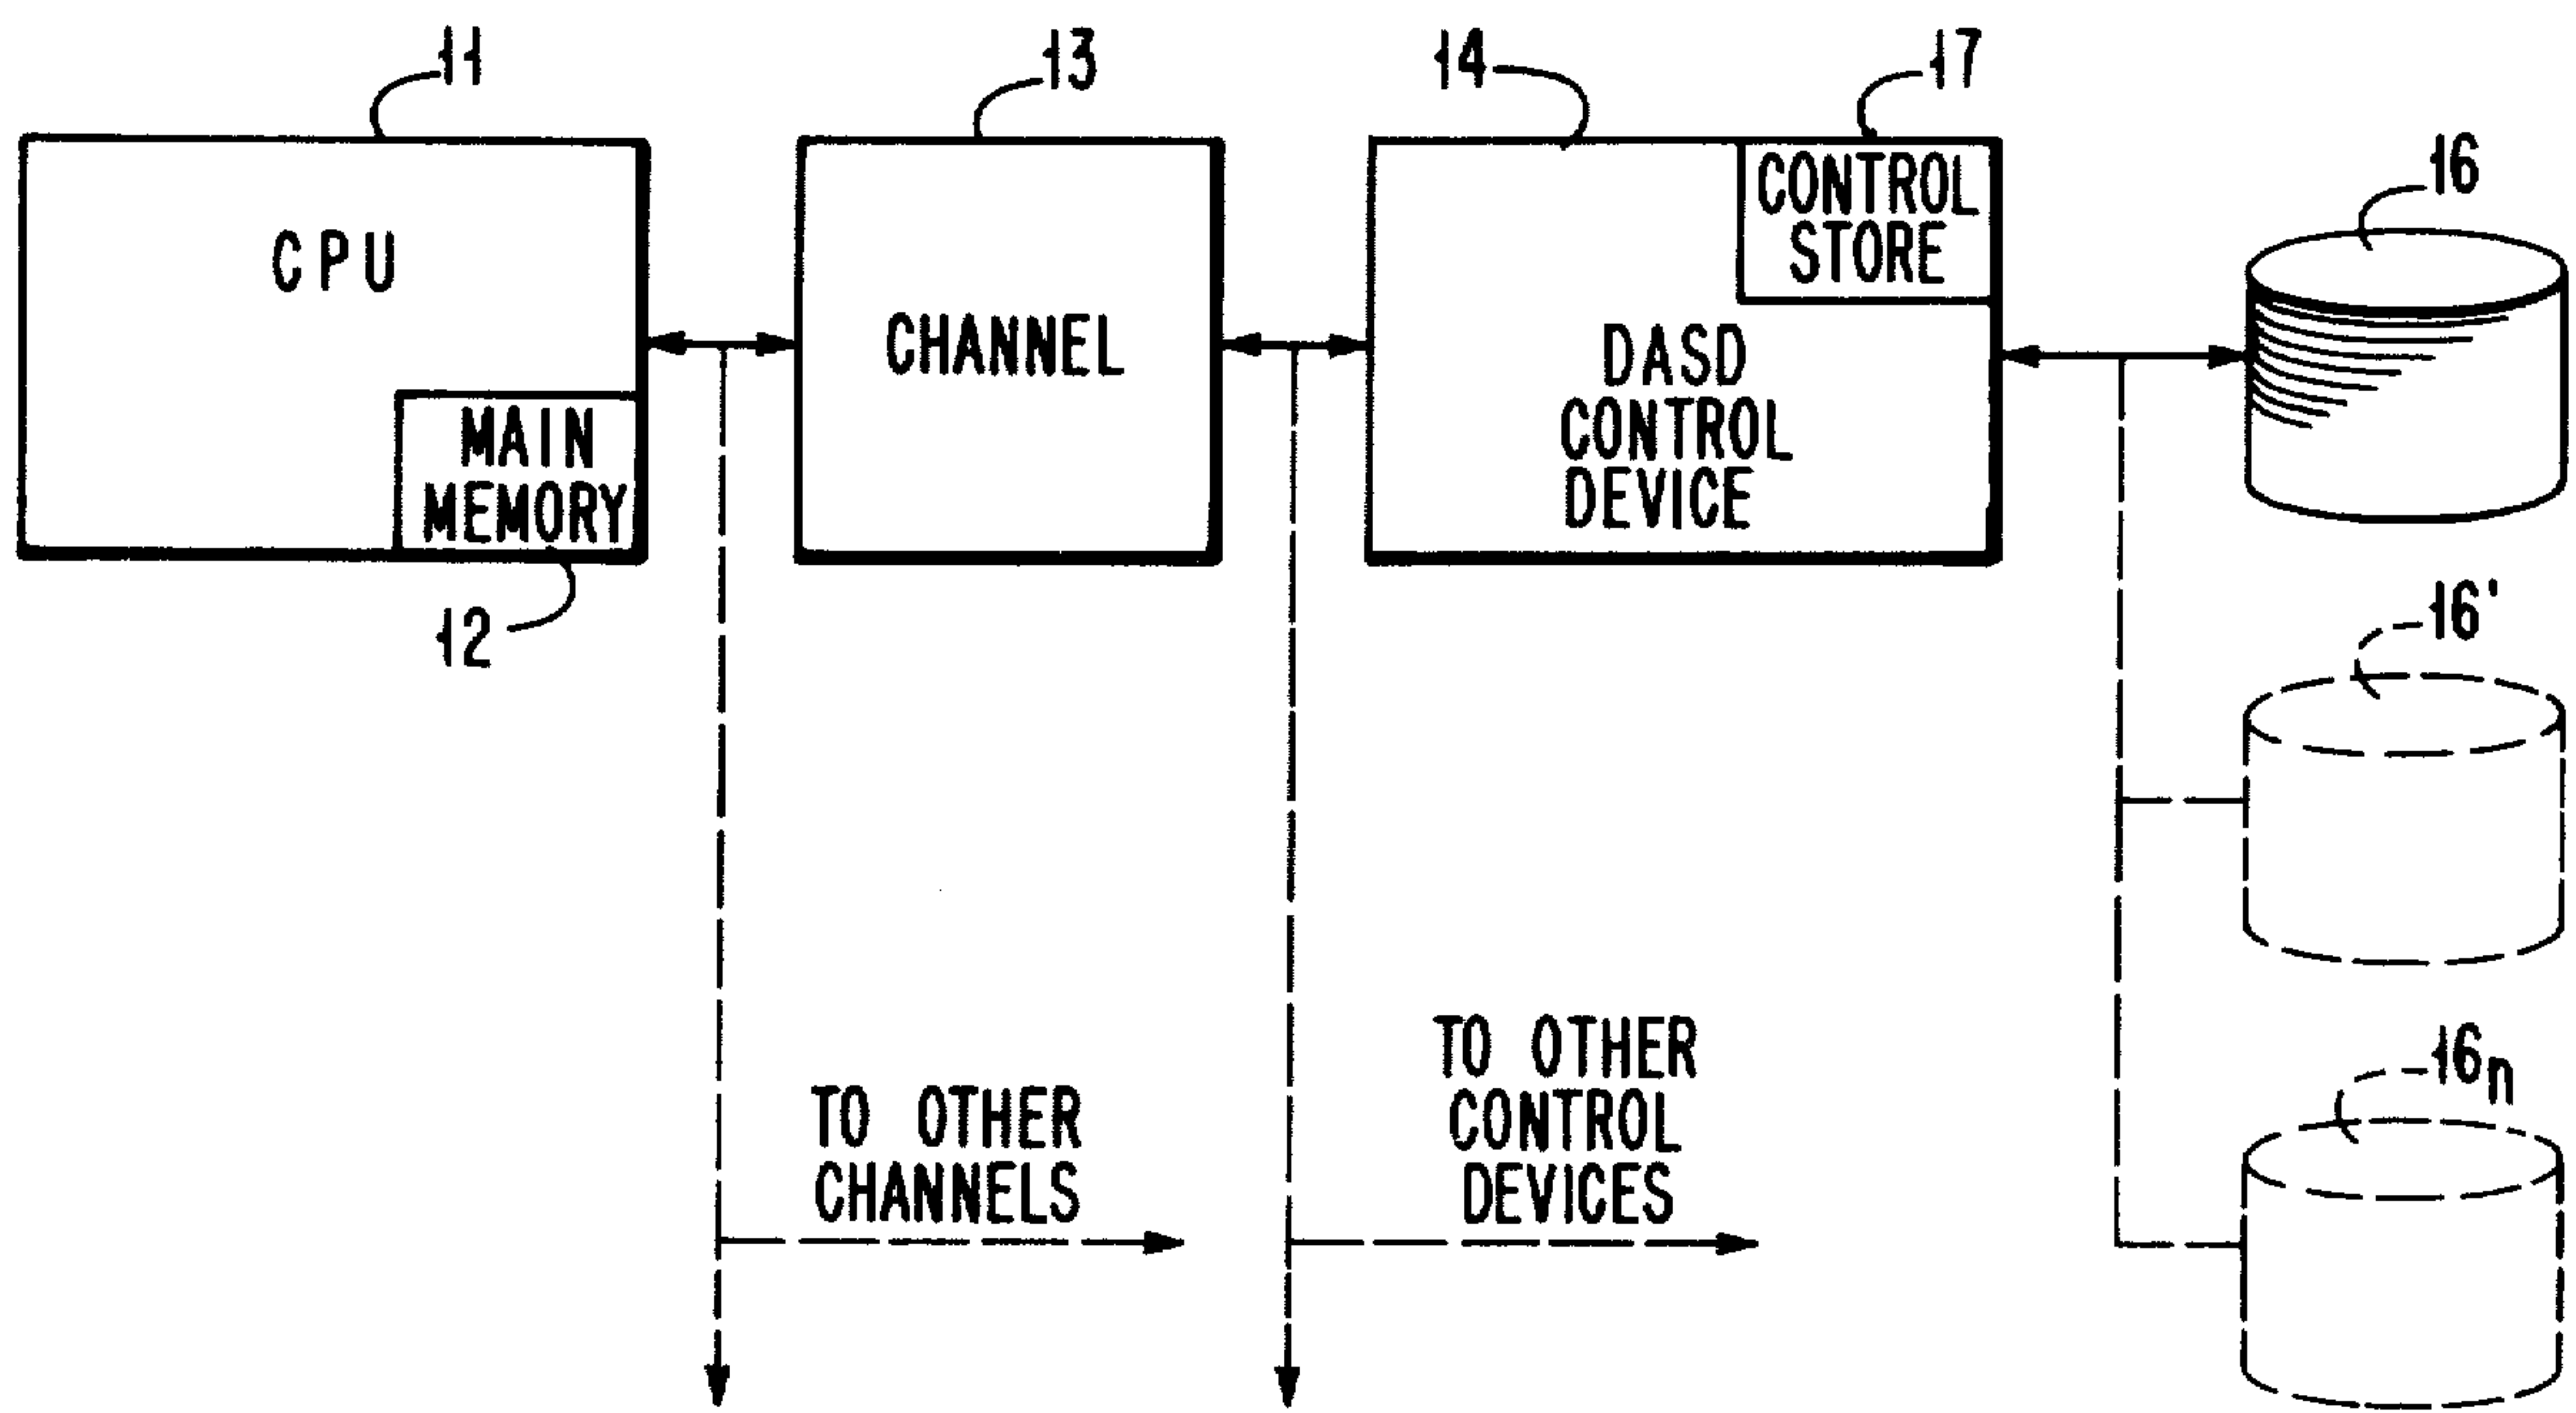 11
13
14
17
16
CPU
MAIN
MEMORY
12
CHANNEL
CONTROL
STORE
DASD
CONTROL
DEVICE
16'
16n
TO OTHER
CHANNELS
TO OTHER
CONTROL
DEVICES